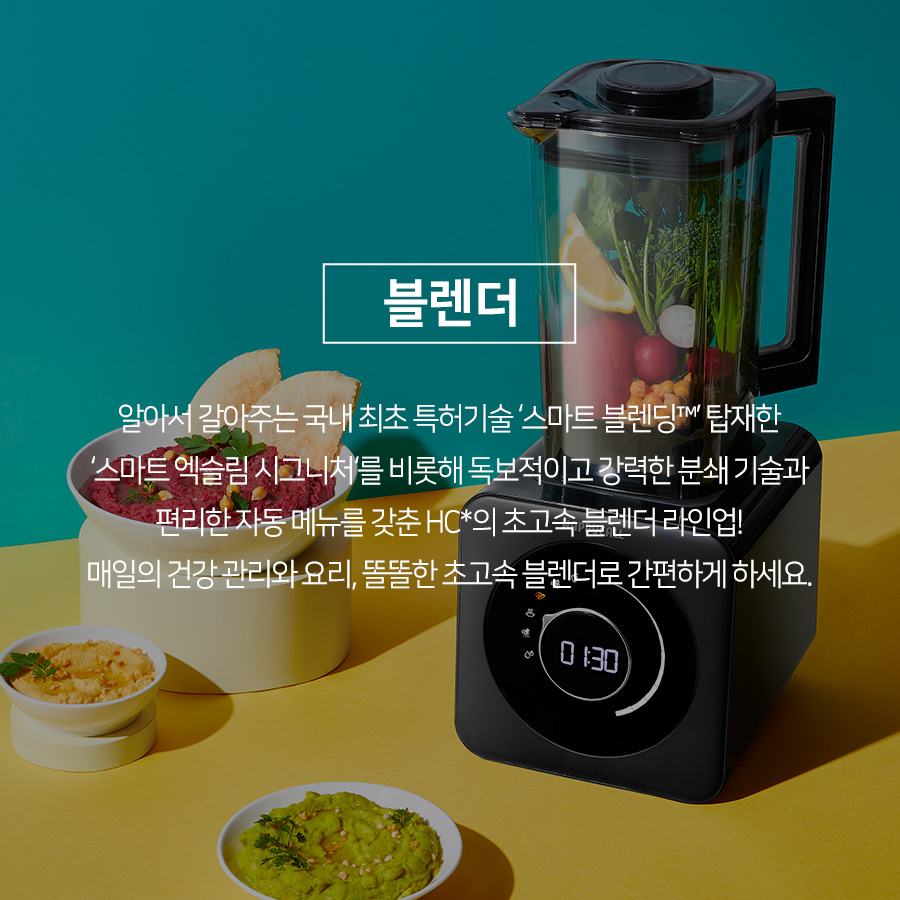 블렌더
알아서 갈아주는 국내 최초 특허기술 ‘스마트 블렌딩™’ 탑재한
‘스마트 엑슬림 시그니처’를 비롯해 독보적이고 강력한 분쇄 기술과
편리한 자동 메뉴를 갖춘 HC*의 초고속 블렌더 라인업!
매일의 건강 관리와 요리, 똘똘한 초고속 블렌더로 간편하게 하세요.
01:30